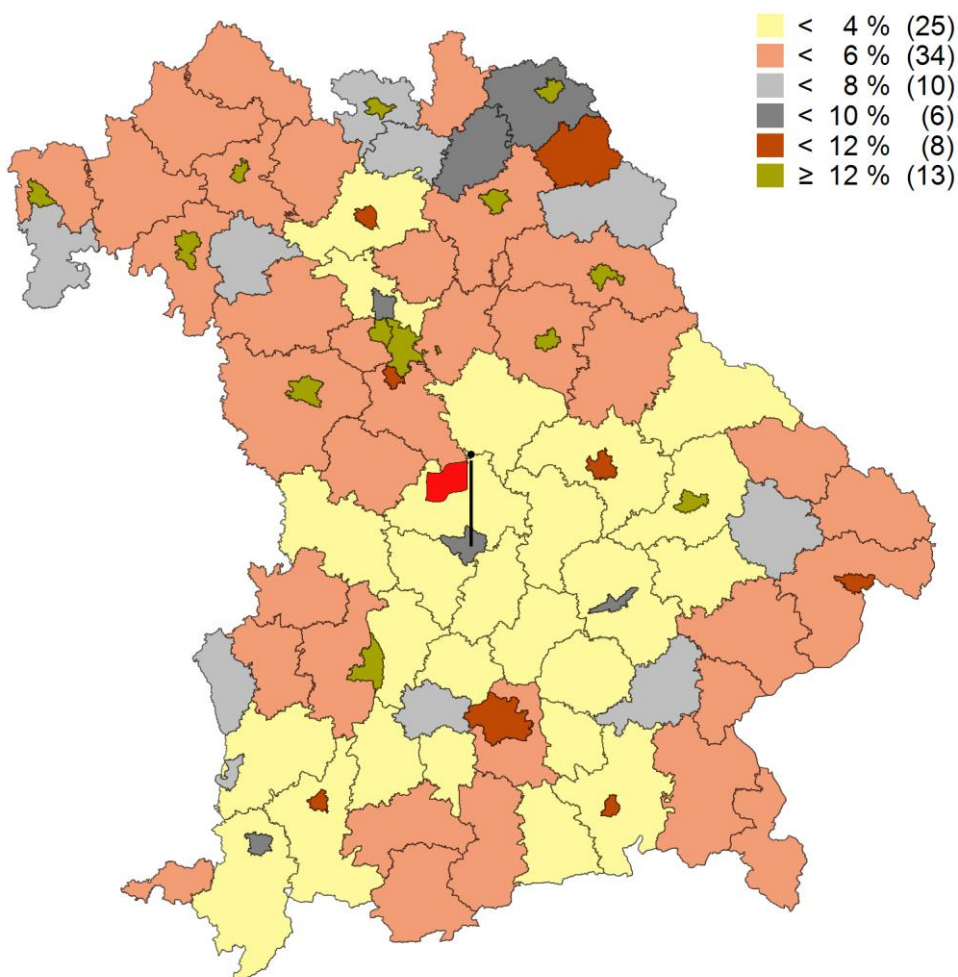 < 4 % (25)
< 6 % (34)
< 8 % (10)
< 10 % (6)
< 12 % (8)
≥ 12 % (13)